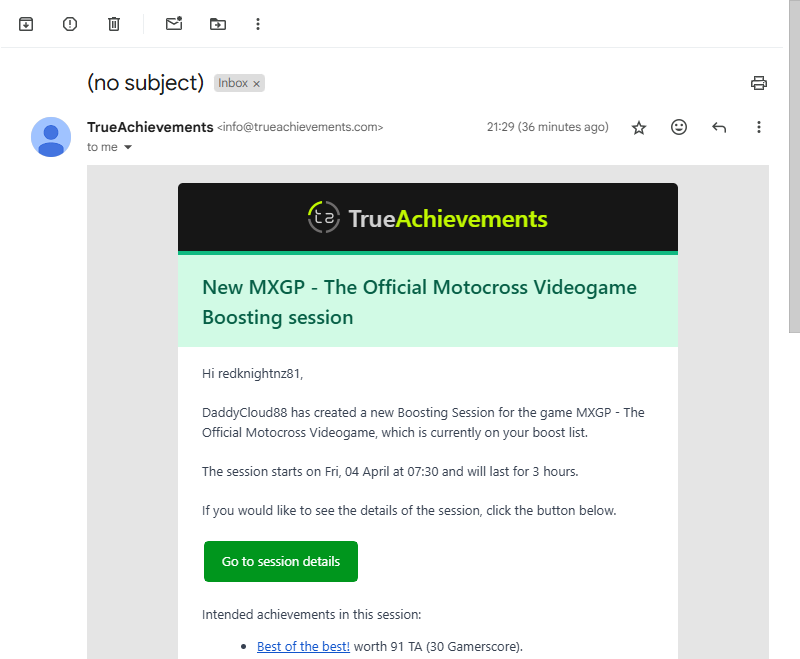 (no subject) Inbox ×
TrueAchievements <info@trueachievements.com> 21:29 (36 minutes ago)
to me
ta TrueAchievements
New MXGP - The Official Motocross Videogame
Boosting session
Hi redknightnz81,
DaddyCloud88 has created a new Boosting Session for the game MXGP - The
Official Motocross Videogame, which is currently on your boost list.
The session starts on Fri, 04 April at 07:30 and will last for 3 hours.
If you would like to see the details of the session, click the button below.
Go to session details
Intended achievements in this session:
• Best of the best! worth 91 TA (30 Gamerscore).